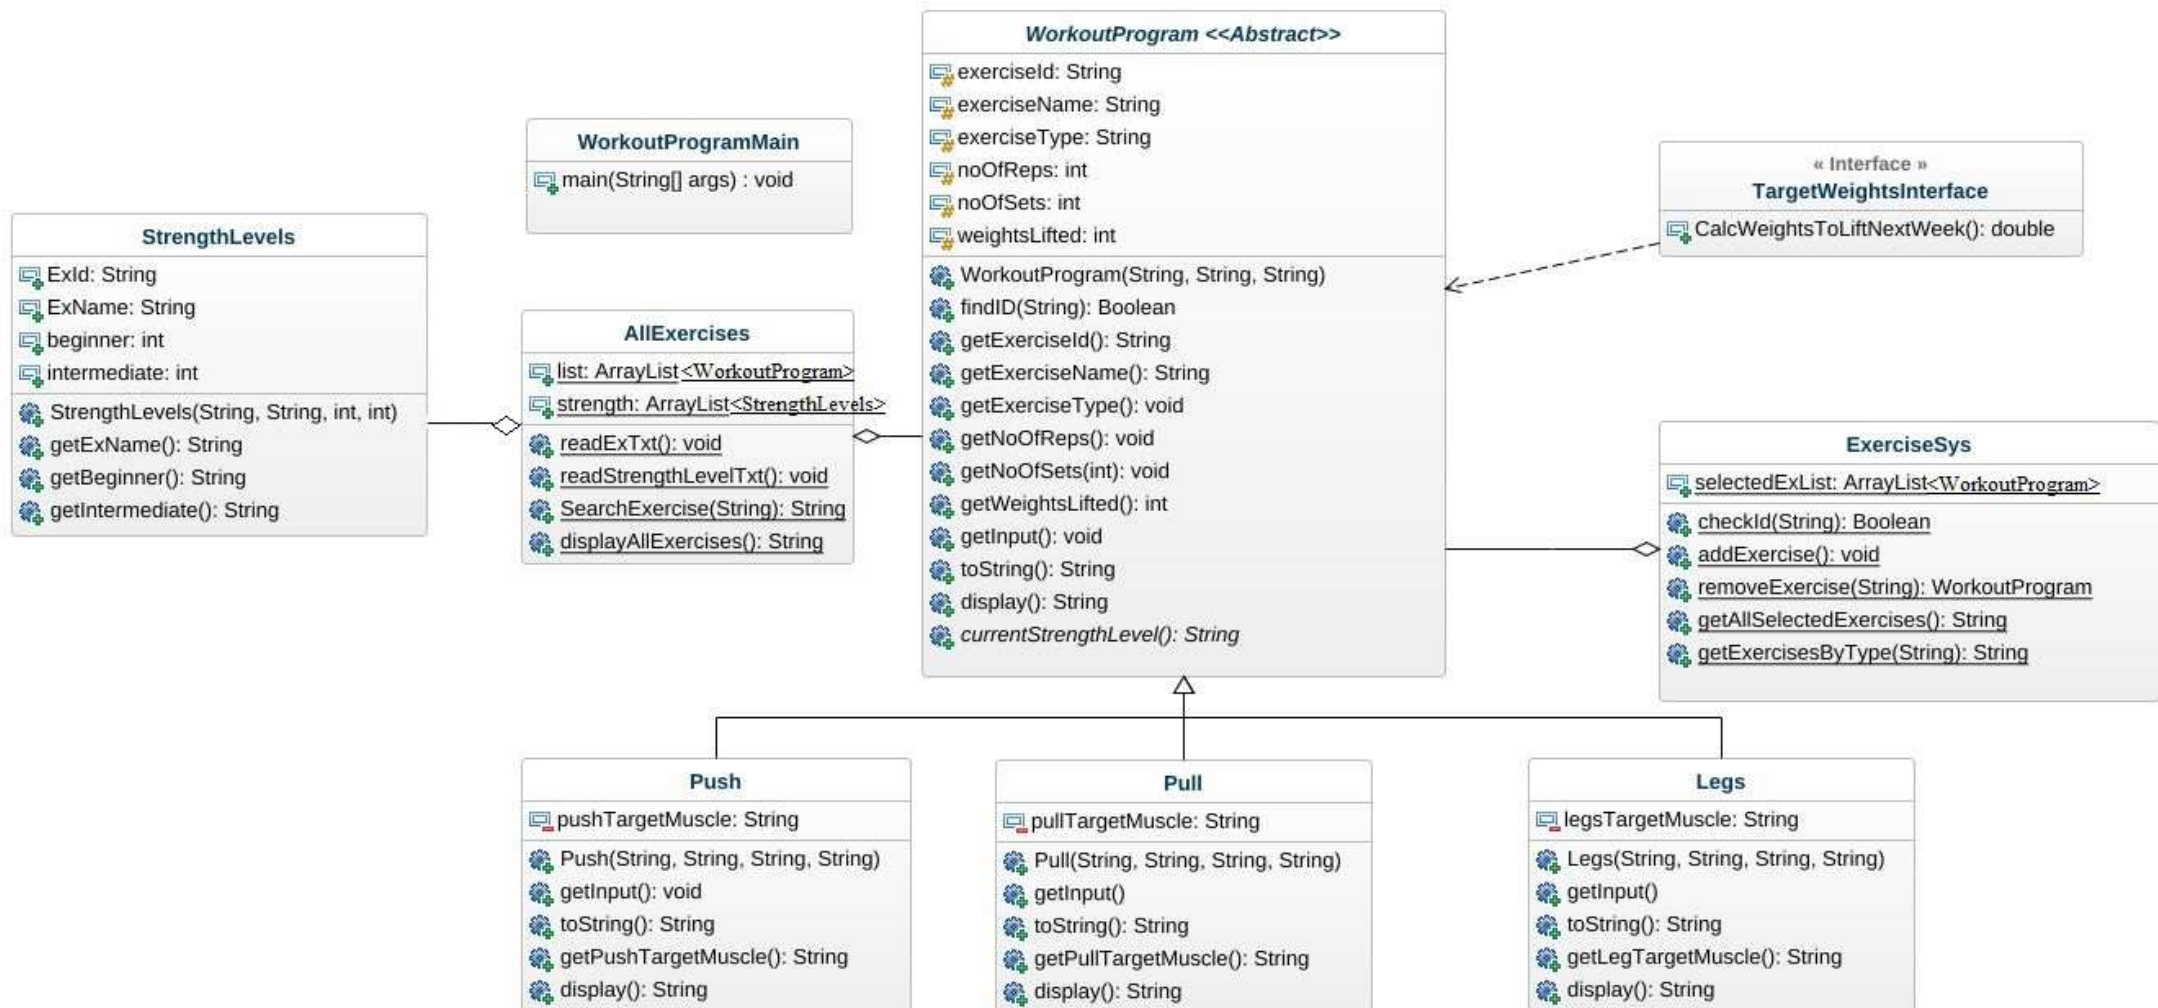 WorkoutProgram <<Abstract>>
exerciseId: String
exerciseName: String
exerciseType: String
noOfReps: int
noOfSets: int
weightsLifted: int
WorkoutProgram(String, String, String)
findID(String): Boolean
getExerciseId(): String
getExerciseName(): String
getExerciseType(): void
getNoOfReps(): void
getNoOfSets(int): void
getWeightsLifted(): int
getInput(): void
toString(): String
display(): String
currentStrengthLevel(): String
WorkoutProgramMain
main(String[] args) : void
« Interface »
TargetWeightsInterface
CalcWeightsToLiftNextWeek(): double
StrengthLevels
ExId: String
ExName: String
beginner: int
intermediate: int
StrengthLevels(String, String, int, int)
getExName(): String
getBeginner(): String
getIntermediate(): String
AllExercises
list: ArrayList<WorkoutProgram>
strength: ArrayList<StrengthLevels>
readExTxt(): void
readStrengthLevelTxt(): void
SearchExercise(String): String
displayAllExercises(): String
ExerciseSys
selectedExList: ArrayList<WorkoutProgram>
checkId(String): Boolean
addExercise(): void
removeExercise(String): WorkoutProgram
getAllSelectedExercises(): String
getExercisesByType(String): String
Push
pushTargetMuscle: String
Push(String, String, String, String)
getInput(): void
toString(): String
getPushTargetMuscle(): String
display(): String
Pull
pullTargetMuscle: String
Pull(String, String, String, String)
getInput()
toString(): String
getPullTargetMuscle(): String
display(): String
Legs
legsTargetMuscle: String
Legs(String, String, String, String)
getInput()
toString(): String
getLegTargetMuscle(): String
display(): String